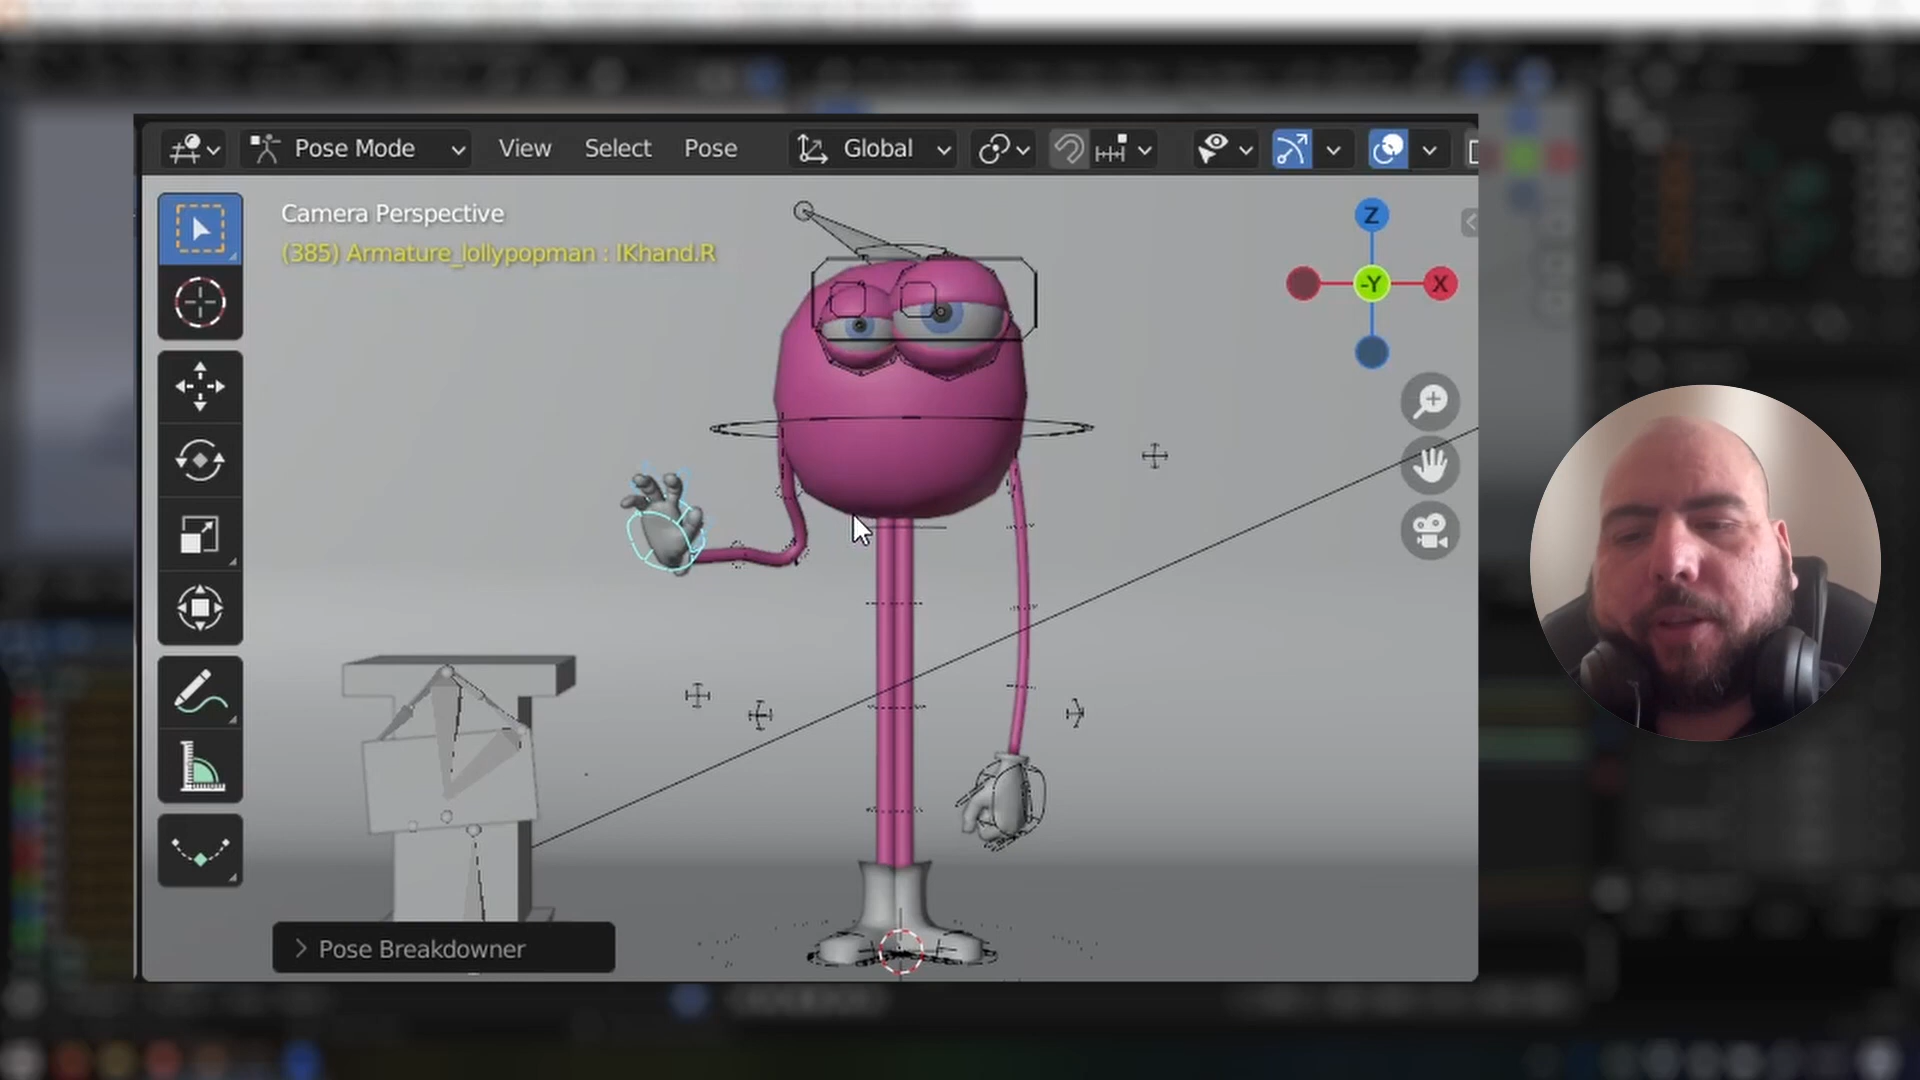 Pose Mode View Select Pose Global
Camera Perspective
(385) Armature_lollypopman : IKhand.R
Z
-Y
X
Pose Breakdowner